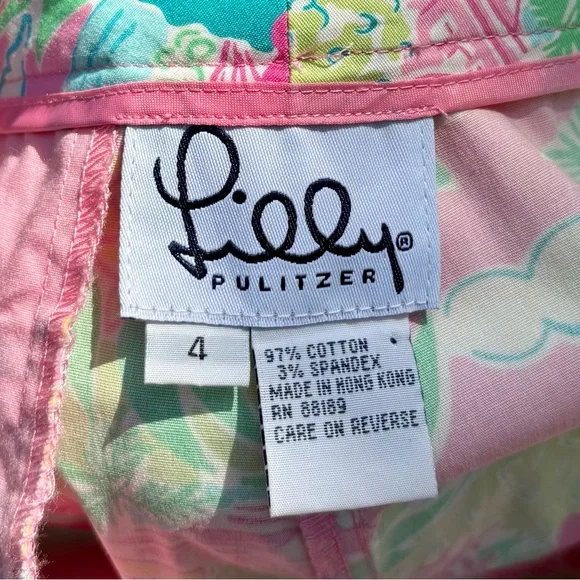 Lilly®
PULITZER
4
97% COTTON
3% SPANDEX
MADE IN HONG KONG
RN 88189
CARE ON REVERSE